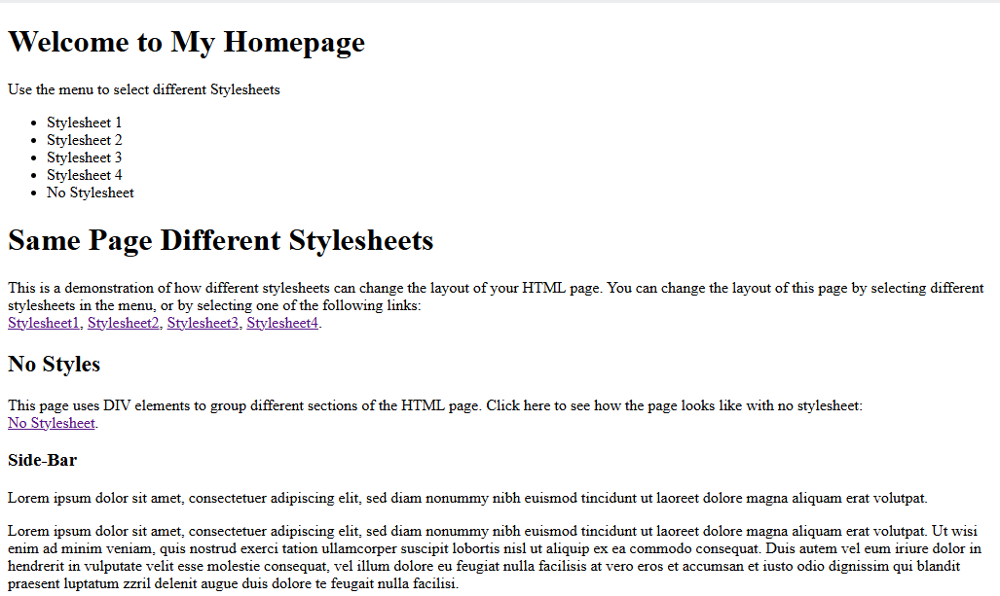 Welcome to My Homepage
Use the menu to select different Stylesheets
Stylesheet 1
Stylesheet 2
Stylesheet 3
Stylesheet 4
No Stylesheet
Same Page Different Stylesheets
This is a demonstration of how different stylesheets can change the layout of your HTML page. You can change the layout of this page by selecting different
stylesheets in the menu, or by selecting one of the following links:
Stylesheet1, Stylesheet2, Stylesheet3, Stylesheet4.
No Styles
This page uses DIV elements to group different sections of the HTML page. Click here to see how the page looks like with no stylesheet:
No Stylesheet.
Side-Bar
Lorem ipsum dolor sit amet, consectetuer adipiscing elit, sed diam nonummy nibh euismod tincidunt ut laoreet dolore magna aliquam erat volutpat.
Lorem ipsum dolor sit amet, consectetuer adipiscing elit, sed diam nonummy nibh euismod tincidunt ut laoreet dolore magna aliquam erat volutpat. Ut wisi
enim ad minim veniam, quis nostrud exerci tation ullamcorper suscipit lobortis nisl ut aliquip ex ea commodo consequat. Duis autem vel eum iriure dolor in
hendrerit in vulputate velit esse molestie consequat, vel illum dolore eu feugiat nulla facilisis at vero eros et accumsan et iusto odio dignissim qui blandit
praesent luptatum zzril delenit augue duis dolore te feugait nulla facilisi.